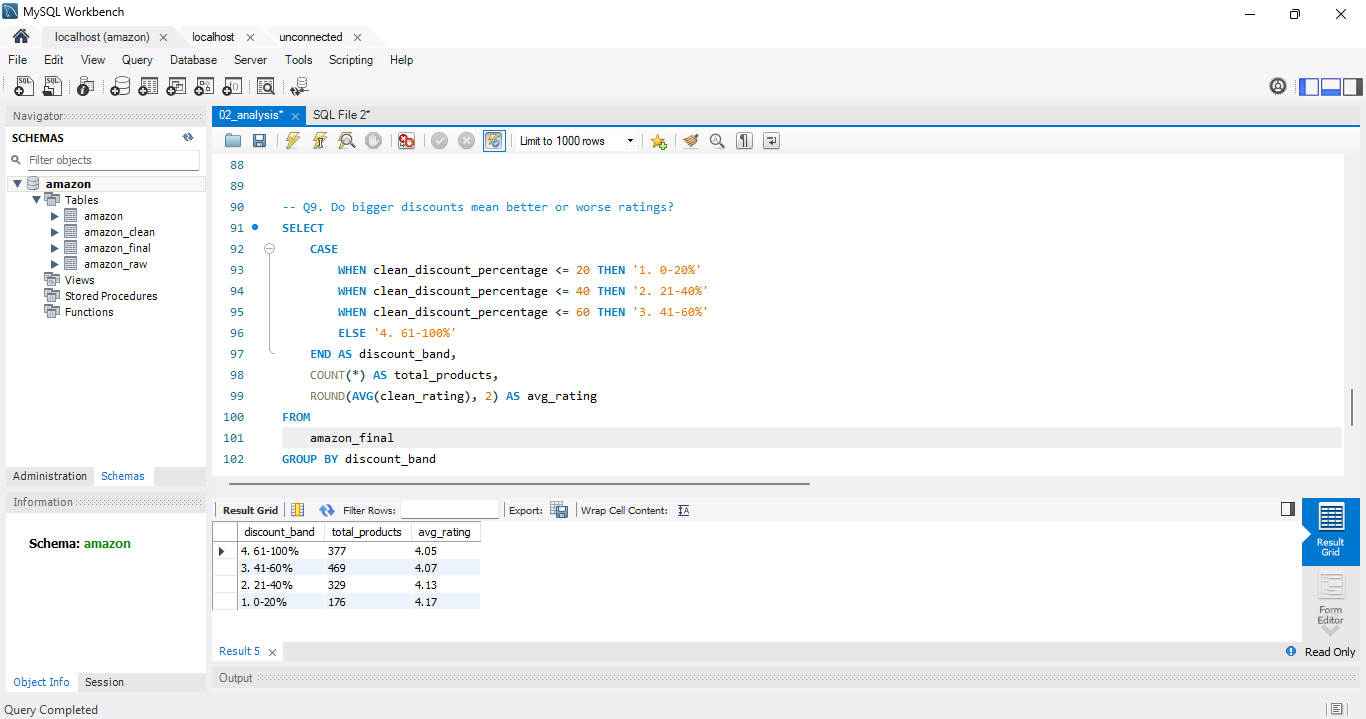 MySQL Workbench
localhost (amazon) localhost unconnected
File Edit View Query Database Server Tools Scripting Help
Navigator
SCHEMAS
Filter objects
amazon
Tables
amazon
amazon_clean
amazon_final
amazon_raw
Views
Stored Procedures
Functions
Administration Schemas
Information
Schema: amazon
Object Info Session
02_analysis* SQL File 2*
Limit to 1000 rows
88
89
90 -- Q9. Do bigger discounts mean better or worse ratings?
91 SELECT
92 CASE
93 WHEN clean_discount_percentage <= 20 THEN '1. 0-20%'
94 WHEN clean_discount_percentage <= 40 THEN '2. 21-40%'
95 WHEN clean_discount_percentage <= 60 THEN '3. 41-60%'
96 ELSE '4. 61-100%'
97 END AS discount_band,
98 COUNT(*) AS total_products,
99 ROUND(AVG(clean_rating), 2) AS avg_rating
100 FROM
101 amazon_final
102 GROUP BY discount_band
Result Grid Filter Rows: Export: Wrap Cell Content:
discount_band total_products avg_rating
4. 61-100% 377 4.05
3. 41-60% 469 4.07
2. 21-40% 329 4.13
1. 0-20% 176 4.17
Result
Grid
Form
Editor
Result 5 Read Only
Output
Query Completed